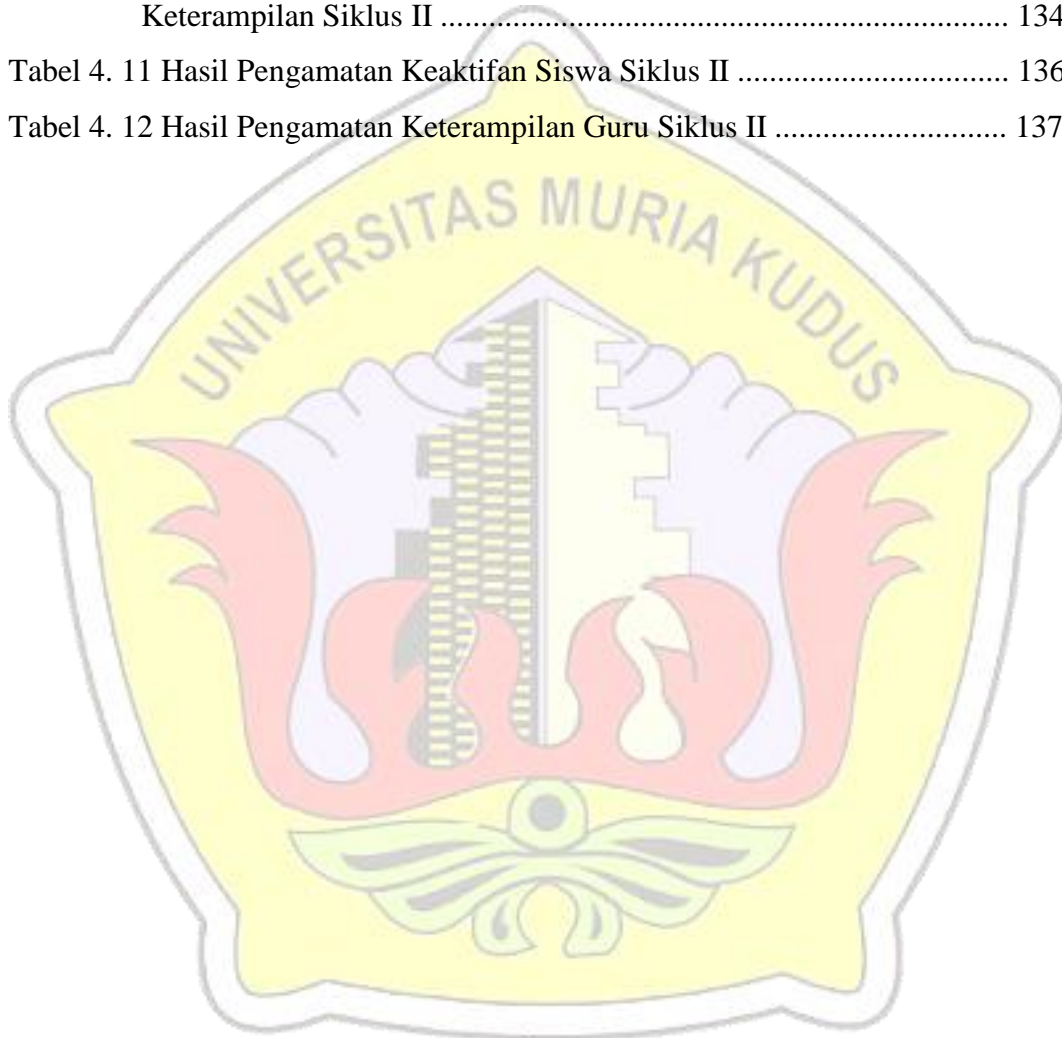 Keterampilan Siklus II ........................................................................ 134
Tabel 4. 11 Hasil Pengamatan Keaktifan Siswa Siklus II .................................. 136
Tabel 4. 12 Hasil Pengamatan Keterampilan Guru Siklus II ............................. 137
UNIVERSITAS MURIA KUDUS